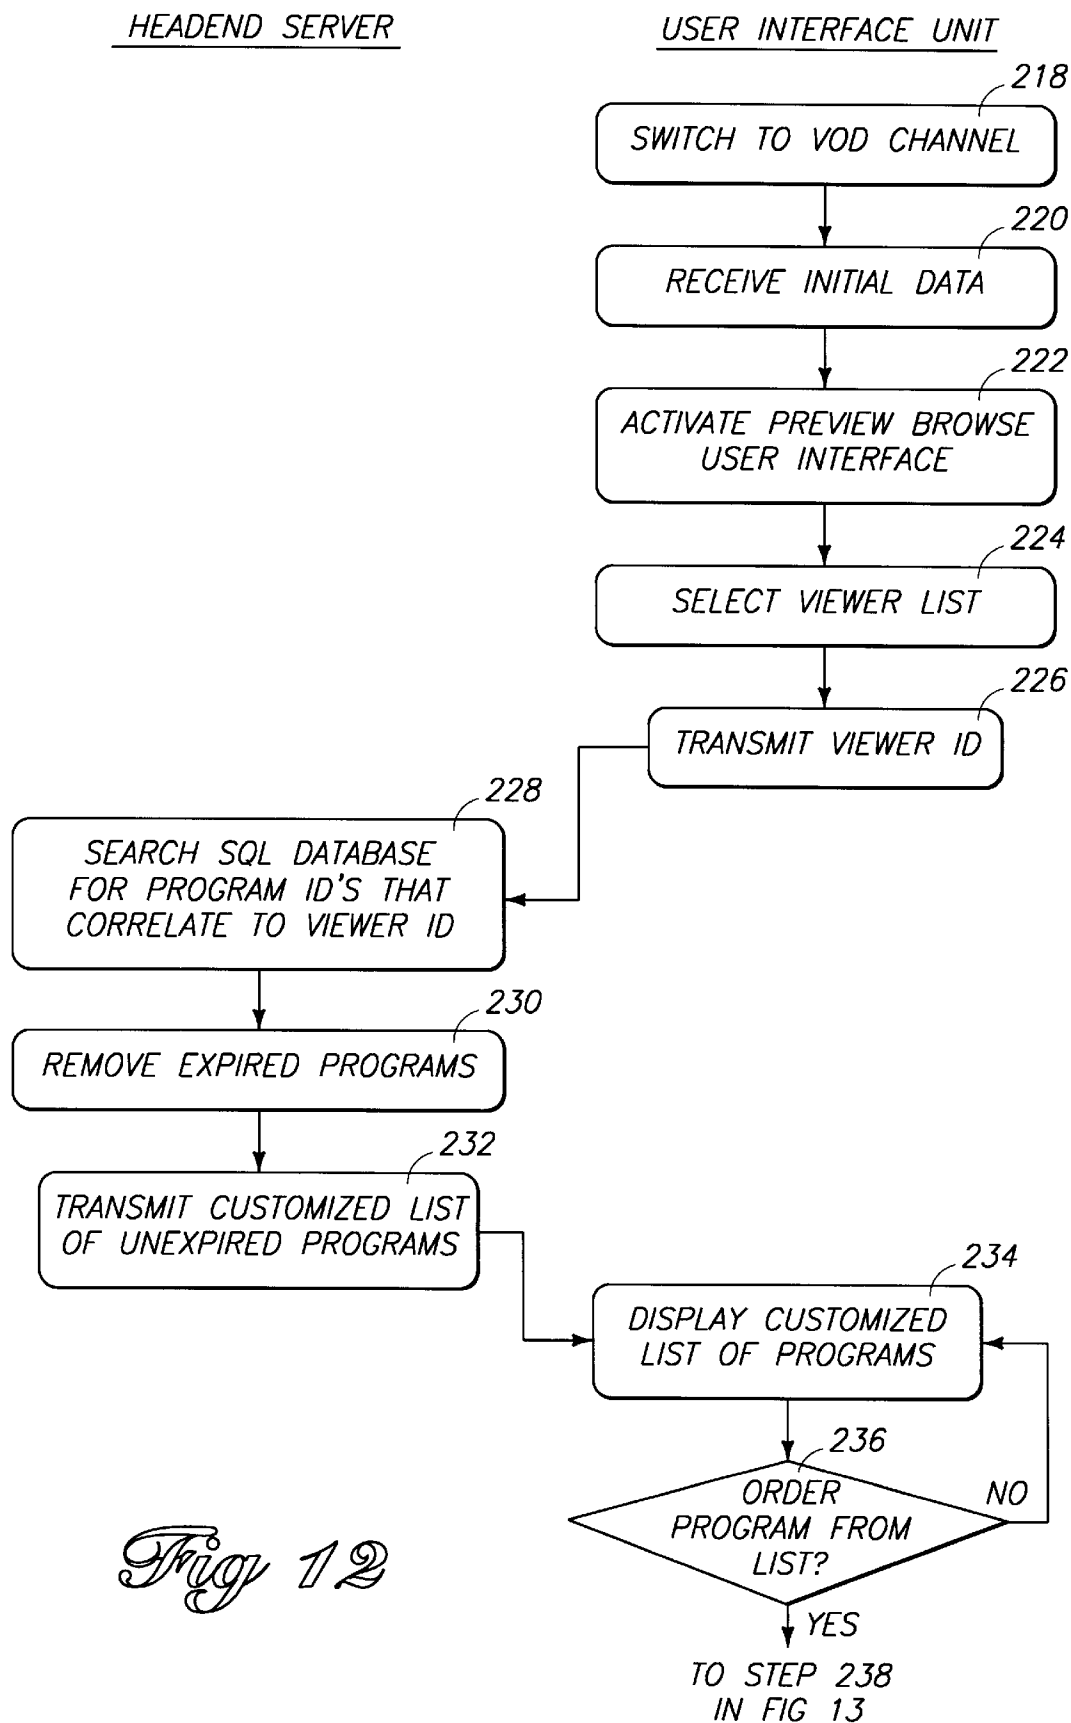 HEADEND SERVER
USER INTERFACE UNIT
218
SWITCH TO VOD CHANNEL
220
RECEIVE INITIAL DATA
222
ACTIVATE PREVIEW BROWSE
USER INTERFACE
224
SELECT VIEWER LIST
226
TRANSMIT VIEWER ID
228
SEARCH SQL DATABASE
FOR PROGRAM ID'S THAT
CORRELATE TO VIEWER ID
230
REMOVE EXPIRED PROGRAMS
232
TRANSMIT CUSTOMIZED LIST
OF UNEXPIRED PROGRAMS
234
DISPLAY CUSTOMIZED
LIST OF PROGRAMS
236
ORDER
PROGRAM FROM
LIST?
NO
YES
TO STEP 238
IN FIG 13
Fig 12